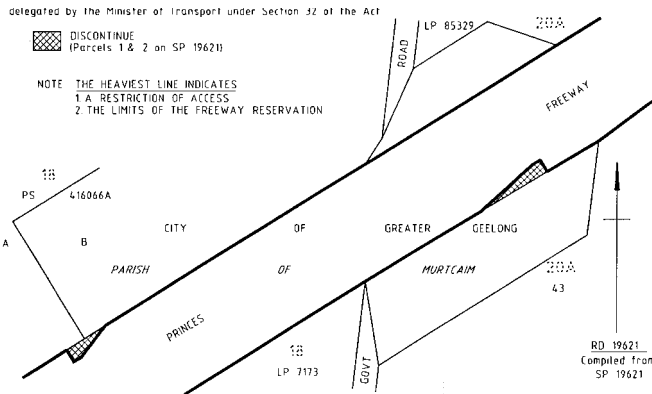 delegated by the Minister of Transport under Section 32 of the Act
DISCONTINUE
(Parcels 1 & 2 on SP 19621)
NOTE THE HEAVIEST LINE INDICATES
1. A RESTRICTION OF ACCESS
2. THE LIMITS OF THE FREEWAY RESERVATION
ROAD
LP 85329
20A
FREEWAY
18
PS 416066A
A
B
CITY OF GREATER GEELONG
PARISH OF MURTCAIM
20A
43
PRINCES
18
LP 7173
GOVT
RD 19621
Compiled from
SP 19621